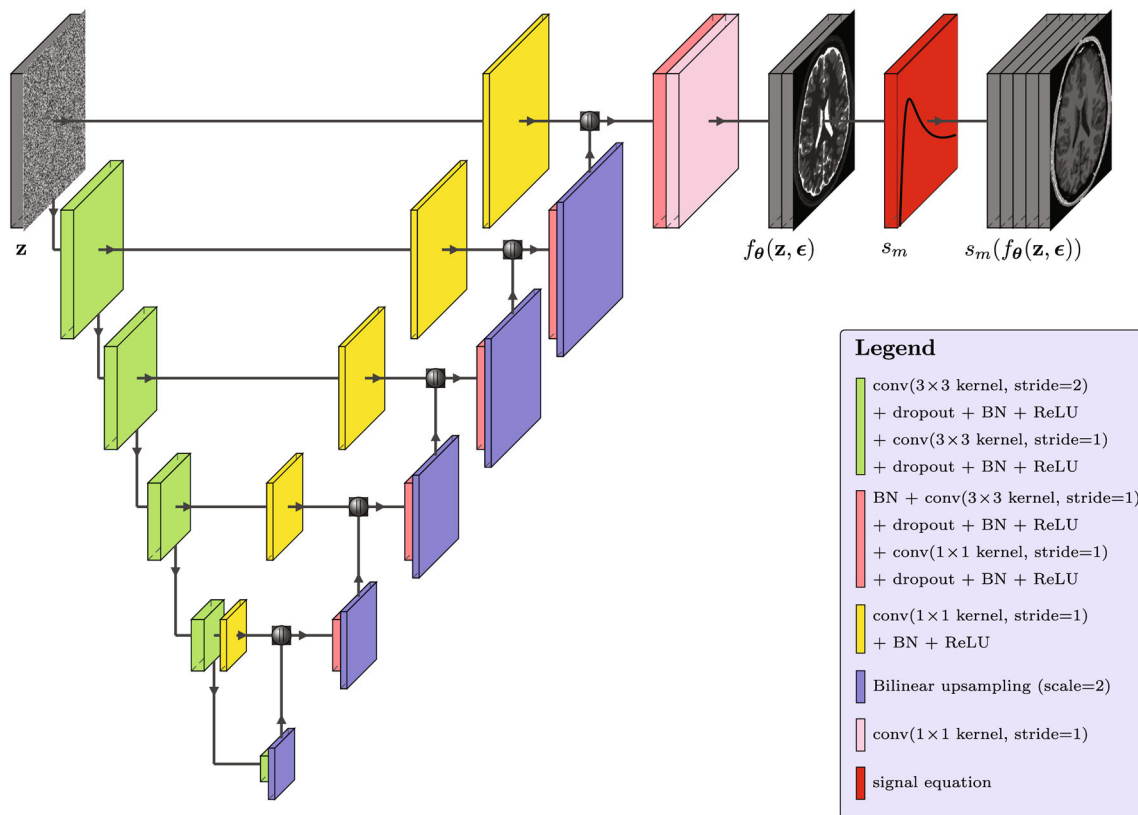 z
f_θ(z, ϵ)
s_m
s_m(f_θ(z, ϵ))
Legend
conv(3×3 kernel, stride=2)
+ dropout + BN + ReLU
+ conv(3×3 kernel, stride=1)
+ dropout + BN + ReLU
BN + conv(3×3 kernel, stride=1)
+ dropout + BN + ReLU
+ conv(1×1 kernel, stride=1)
+ dropout + BN + ReLU
conv(1×1 kernel, stride=1)
+ BN + ReLU
Bilinear upsampling (scale=2)
conv(1×1 kernel, stride=1)
signal equation